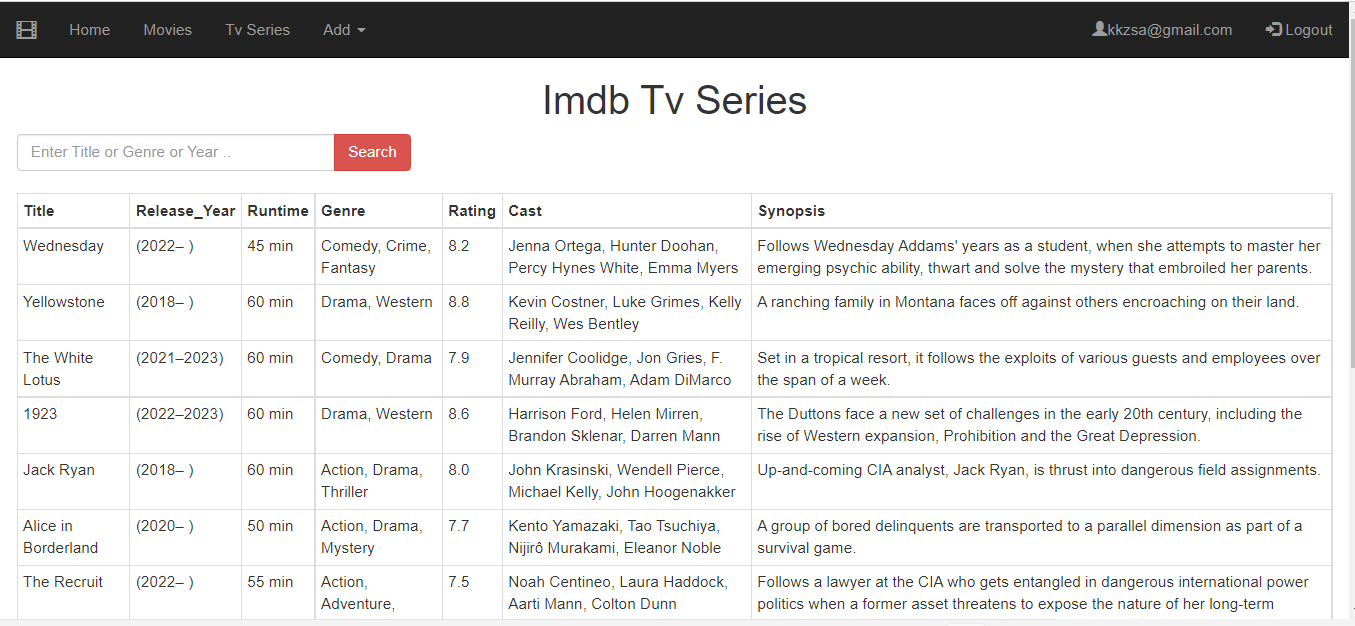 Home Movies Tv Series Add kkzsa@gmail.com Logout
Imdb Tv Series
Enter Title or Genre or Year .. Search
Title Release_Year Runtime Genre Rating Cast Synopsis
Wednesday (2022– ) 45 min Comedy, Crime, 8.2 Jenna Ortega, Hunter Doohan, Follows Wednesday Addams' years as a student, when she attempts to master her
Fantasy Percy Hynes White, Emma Myers emerging psychic ability, thwart and solve the mystery that embroiled her parents.
Yellowstone (2018– ) 60 min Drama, Western 8.8 Kevin Costner, Luke Grimes, Kelly A ranching family in Montana faces off against others encroaching on their land.
Reilly, Wes Bentley
The White (2021–2023) 60 min Comedy, Drama 7.9 Jennifer Coolidge, Jon Gries, F. Set in a tropical resort, it follows the exploits of various guests and employees over
Lotus Murray Abraham, Adam DiMarco the span of a week.
1923 (2022–2023) 60 min Drama, Western 8.6 Harrison Ford, Helen Mirren, The Duttons face a new set of challenges in the early 20th century, including the
Brandon Sklenar, Darren Mann rise of Western expansion, Prohibition and the Great Depression.
Jack Ryan (2018– ) 60 min Action, Drama, 8.0 John Krasinski, Wendell Pierce, Up-and-coming CIA analyst, Jack Ryan, is thrust into dangerous field assignments.
Thriller Michael Kelly, John Hoogenakker
Alice in (2020– ) 50 min Action, Drama, 7.7 Kento Yamazaki, Tao Tsuchiya, A group of bored delinquents are transported to a parallel dimension as part of a
Borderland Mystery Nijirô Murakami, Eleanor Noble survival game.
The Recruit (2022– ) 55 min Action, 7.5 Noah Centineo, Laura Haddock, Follows a lawyer at the CIA who gets entangled in dangerous international power
Adventure, Aarti Mann, Colton Dunn politics when a former asset threatens to expose the nature of her long-term